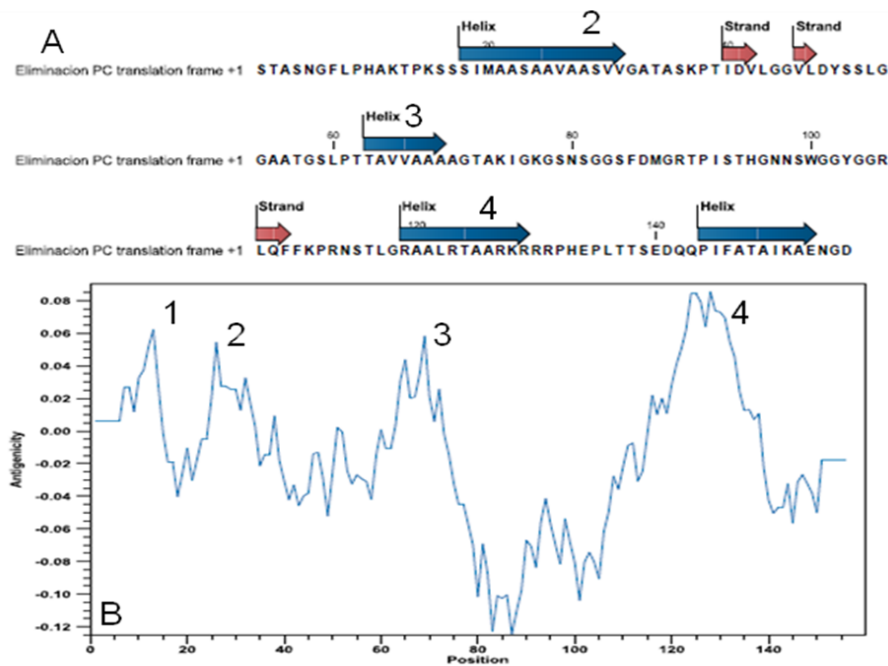 A
Helix 2 Strand Strand
20
Eliminacion PC translation frame +1 STASNGFLPHAKTPKSSSIMAASAAVAASVVGATASKPTIDVLGGVLDYSSLG
Helix 3
60 80 100
Eliminacion PC translation frame +1 GAATGSLPTTAVVAAAAGTAKIGKGSNSGGSFDMGRTPISTHGNNSWGGYGGR
Strand Helix 4 Helix
120 140
Eliminacion PC translation frame +1 LQFFKPRNSTLGRAALRTAARKRRRPHEPLTTSEDQQPIFATAIKAENGD
0.08
1 2 3 4
0.06
0.04
0.02
0.00
-0.02
-0.04
-0.06
-0.08
-0.10
-0.12
Antigenicity
B
0 20 40 60 80 100 120 140
Position